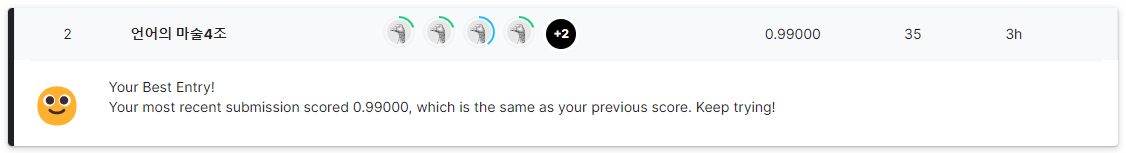 2 언어의 마술4조 +2 0.99000 35 3h
Your Best Entry!
Your most recent submission scored 0.99000, which is the same as your previous score. Keep trying!